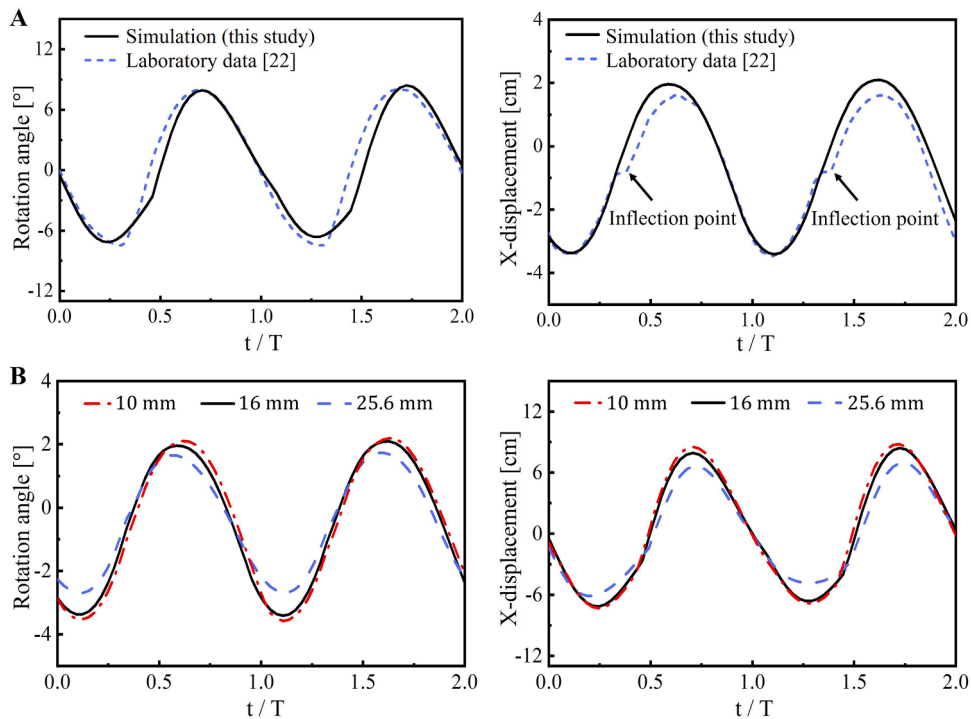 A
Simulation (this study)
Laboratory data [22]
Rotation angle [°]
12
6
0
-6
-12
0.0 0.5 1.0 1.5 2.0
t / T
Simulation (this study)
Laboratory data [22]
X-displacement [cm]
4
2
0
-2
-4
Inflection point Inflection point
0.0 0.5 1.0 1.5 2.0
t / T
B
10 mm 16 mm 25.6 mm
Rotation angle [°]
4
2
0
-2
-4
0.0 0.5 1.0 1.5 2.0
t / T
10 mm 16 mm 25.6 mm
X-displacement [cm]
12
6
0
-6
-12
0.0 0.5 1.0 1.5 2.0
t / T